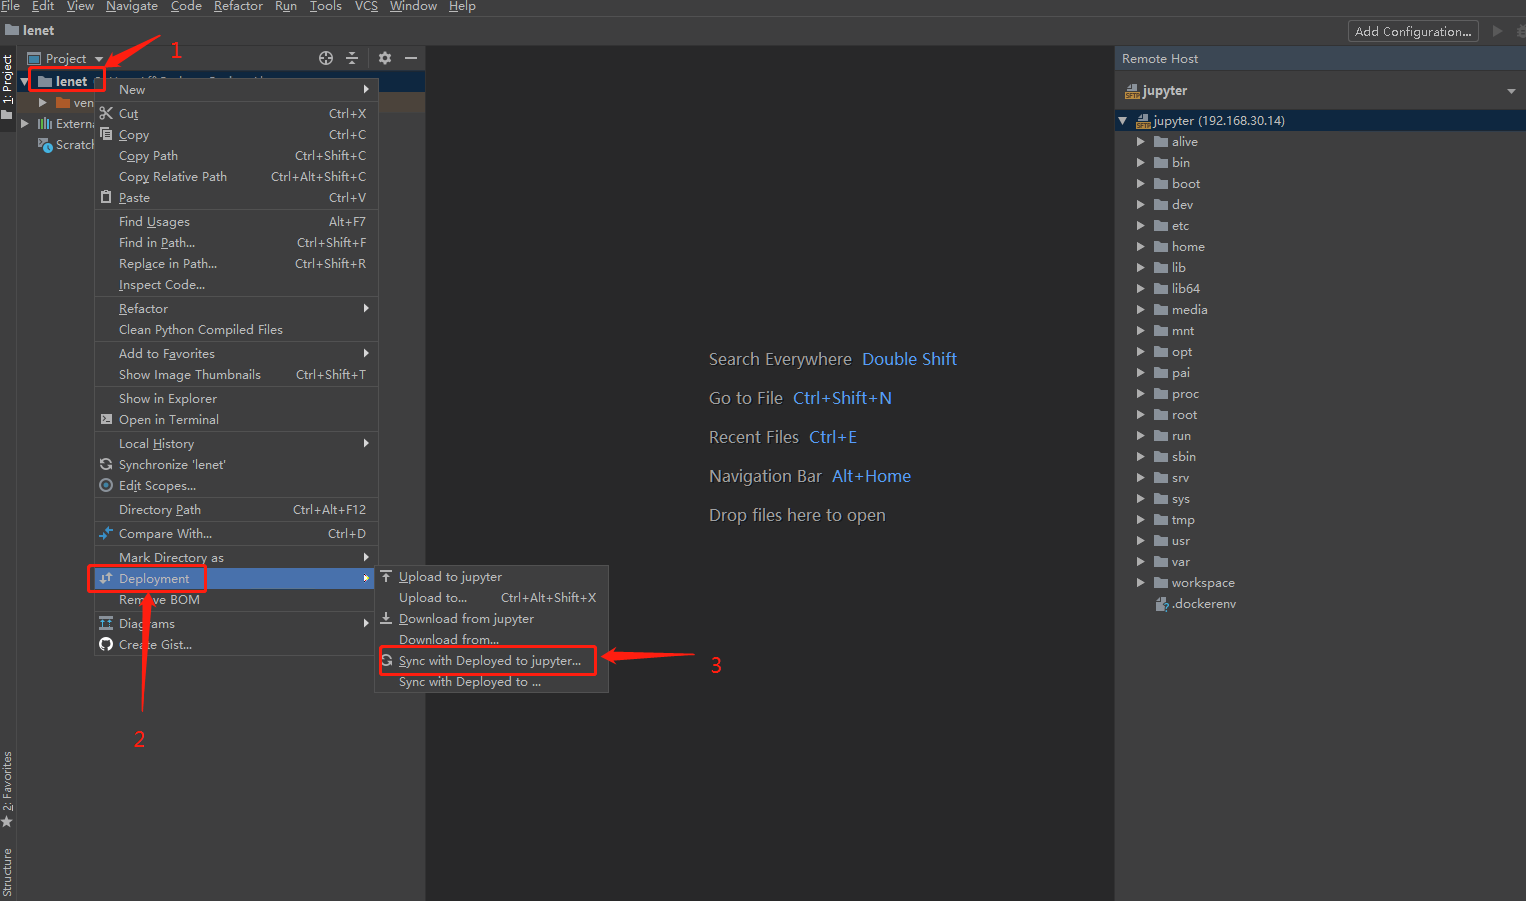 File Edit View Navigate Code Refactor Run Tools VCS Window Help
lenet
Add Configuration...
1: Project
Project
1
lenet
ven
Externa
Scratch
New
Cut Ctrl+X
Copy Ctrl+C
Copy Path Ctrl+Shift+C
Copy Relative Path Ctrl+Alt+Shift+C
Paste Ctrl+V
Find Usages Alt+F7
Find in Path... Ctrl+Shift+F
Replace in Path... Ctrl+Shift+R
Inspect Code...
Refactor
Clean Python Compiled Files
Add to Favorites
Show Image Thumbnails Ctrl+Shift+T
Show in Explorer
Open in Terminal
Local History
Synchronize 'lenet'
Edit Scopes...
Directory Path Ctrl+Alt+F12
Compare With... Ctrl+D
Mark Directory as
Deployment
Remove BOM
Diagrams
Create Gist...
2
Upload to jupyter
Upload to... Ctrl+Alt+Shift+X
Download from jupyter
Download from...
Sync with Deployed to jupyter...
Sync with Deployed to ...
3
Search Everywhere Double Shift
Go to File Ctrl+Shift+N
Recent Files Ctrl+E
Navigation Bar Alt+Home
Drop files here to open
Remote Host
SFTP
jupyter
SFTP
jupyter (192.168.30.14)
alive
bin
boot
dev
etc
home
lib
lib64
media
mnt
opt
pai
proc
root
run
sbin
srv
sys
tmp
usr
var
workspace
.dockerenv
2: Favorites
Structure